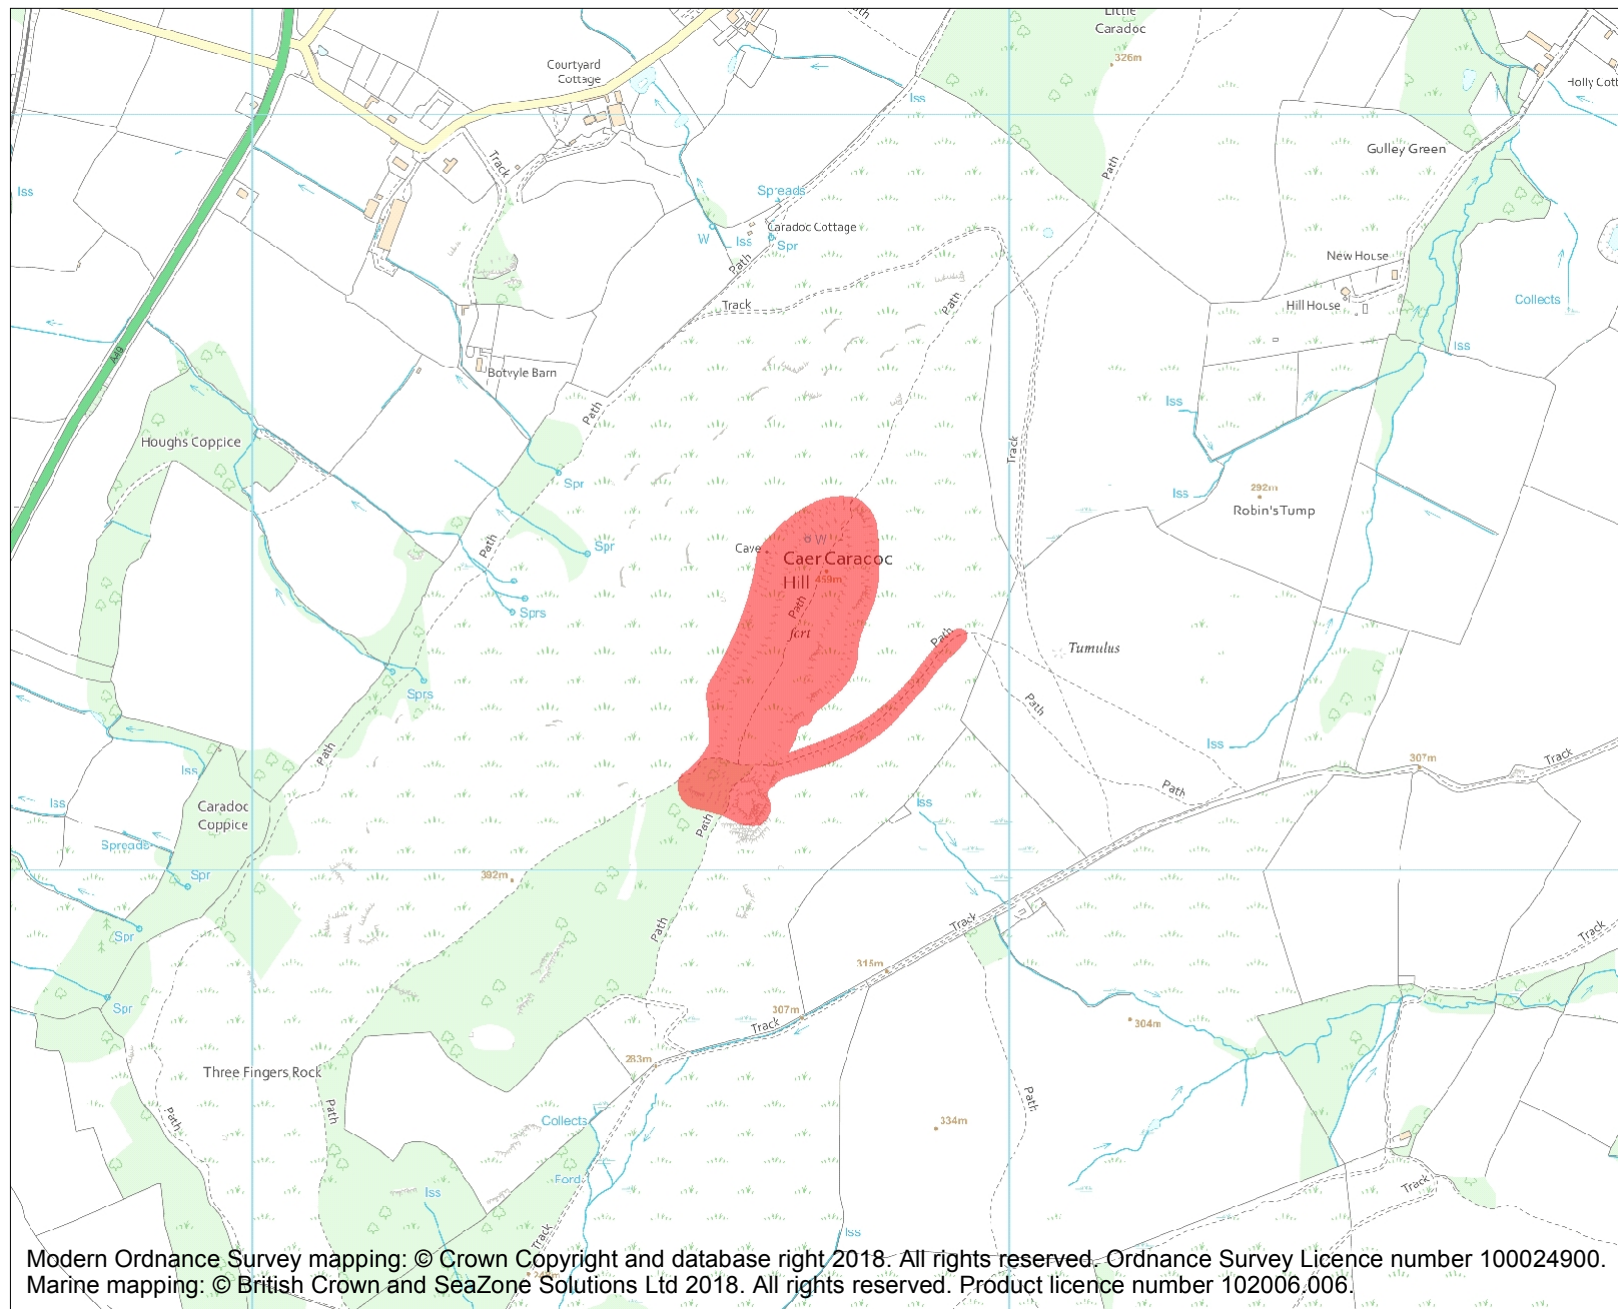 Little
Caradoc
326m
Path
Courtyard
Cottage
Holly Cott
Iss
Gulley Green
Track
Path
Iss
Spreads
W
Iss
Caradoc Cottage
Spr
Path
New House
Hill House
Collects
Track
Path
Iss
A49
Botvyle Barn
Path
Iss
Houghs Coppice
Track
Spr
Iss
292m
Robin's Tump
Path
Spr
Cave
W
Caer Caradoc
Hill
459m
Path
Sprs
fort
Path
Tumulus
Sprs
Path
Path
Iss
Iss
307m
Track
Path
Iss
Caradoc
Coppice
Iss
Path
Spreads
Spr
392m
Track
Path
Spr
Track
315m
Spr
307m
Track
304m
283m
Three Fingers Rock
Path
Path
Path
Collects
334m
Ford
Iss
Track
Track
Iss
Modern Ordnance Survey mapping: © Crown Copyright and database right 2018. All rights reserved. Ordnance Survey Licence number 100024900.
Marine mapping: © British Crown and SeaZone Solutions Ltd 2018. All rights reserved. Product licence number 102006.006.